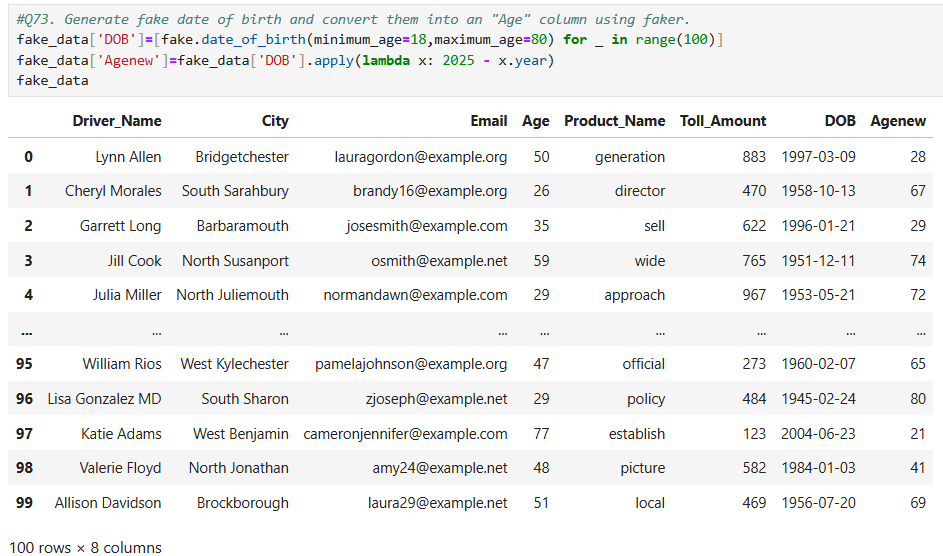 #Q73. Generate fake date of birth and convert them into an "Age" column using faker.
fake_data['DOB']=[fake.date_of_birth(minimum_age=18,maximum_age=80) for _ in range(100)]
fake_data['Agenew']=fake_data['DOB'].apply(lambda x: 2025 - x.year)
fake_data
Driver_Name City Email Age Product_Name Toll_Amount DOB Agenew
0 Lynn Allen Bridgetchester lauragordon@example.org 50 generation 883 1997-03-09 28
1 Cheryl Morales South Sarahbury brandy16@example.org 26 director 470 1958-10-13 67
2 Garrett Long Barbaramouth josesmith@example.com 35 sell 622 1996-01-21 29
3 Jill Cook North Susanport osmith@example.net 59 wide 765 1951-12-11 74
4 Julia Miller North Juliemouth normandawn@example.com 29 approach 967 1953-05-21 72
... ... ... ... ... ... ... ... ...
95 William Rios West Kylechester pamelajohnson@example.org 47 official 273 1960-02-07 65
96 Lisa Gonzalez MD South Sharon zjoseph@example.net 29 policy 484 1945-02-24 80
97 Katie Adams West Benjamin cameronjennifer@example.com 77 establish 123 2004-06-23 21
98 Valerie Floyd North Jonathan amy24@example.net 48 picture 582 1984-01-03 41
99 Allison Davidson Brockborough laura29@example.net 51 local 469 1956-07-20 69
100 rows × 8 columns